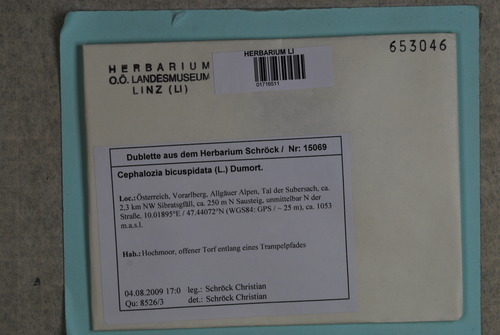 653046
HERBARIUM
O.Ö. LANDESMUSEUM
LINZ (LI)
HERBARIUM LI
01716511
Dublette aus dem Herbarium Schröck / Nr: 15069
Cephalozia bicuspidata (L.) Dumort.
Loc.: Österreich, Vorarlberg, Allgäuer Alpen, Tal der Subersach, ca.
2,3 km NW Sibratsgfäll, ca. 250 m N Sausteig, unmittelbar N der
Straße, 10.01895°E / 47.44072°N (WGS84; GPS / ~ 25 m), ca. 1053
m.a.s.l.
Hab.: Hochmoor, offener Torf entlang eines Trampelpfades
04.08.2009 17:0 leg.: Schröck Christian
Qu: 8526/3 det.: Schröck Christian